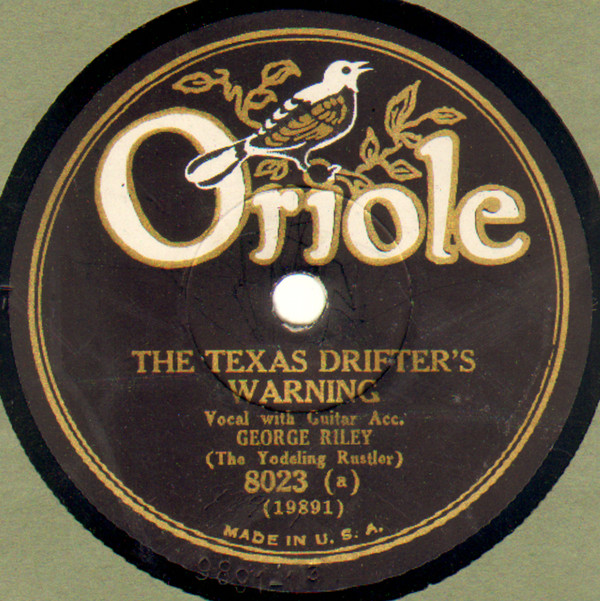 Oriole
THE TEXAS DRIFTER'S
WARNING
Vocal with Guitar Acc.
GEORGE RILEY
(The Yodeling Rustler)
8023 (a)
(19891)
MADE IN U. S. A.